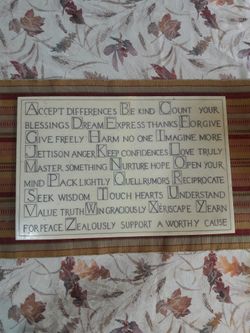 ACCEPT DIFFERENCES BE KIND COUNT YOUR
BLESSINGS DREAM EXPRESS THANKS FORGIVE
GIVE FREELY HARM NO ONE IMAGINE MORE
JETTISON ANGER KEEP CONFIDENCES LOVE TRULY
MASTER SOMETHING NURTURE HOPE OPEN YOUR
MIND PACK LIGHTLY QUELL RUMORS RECIPROCATE
SEEK WISDOM TOUCH HEARTS UNDERSTAND
VALUE TRUTH WIN GRACIOUSLY XERISCAPE YEARN
FOR PEACE ZEALOUSLY SUPPORT A WORTHY CAUSE